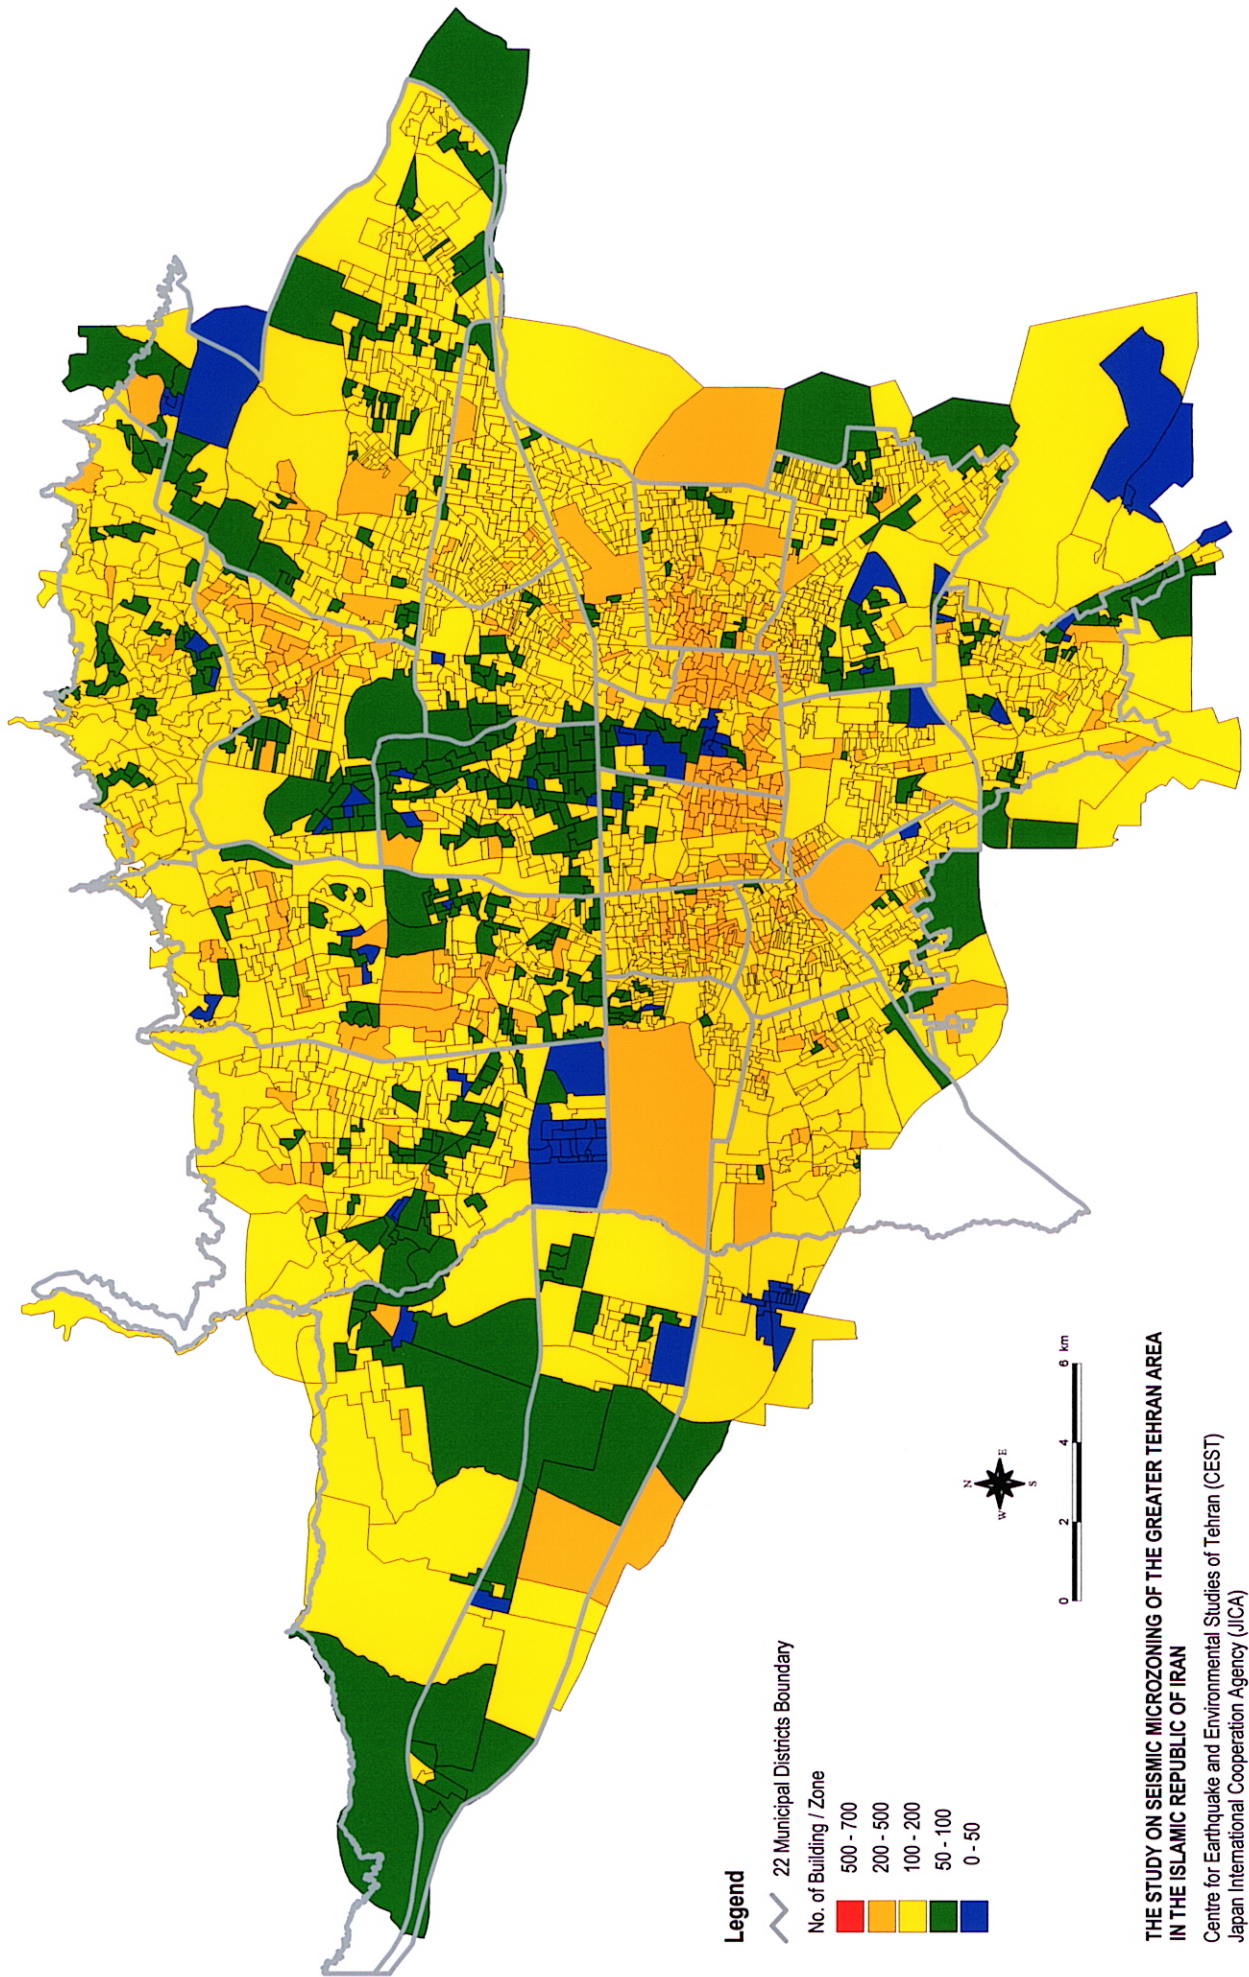 Legend
22 Municipal Districts Boundary
No. of Building / Zone
500 - 700
200 - 500
100 - 200
50 - 100
0 - 50
N
W
E
S
0
2
4
6 km
THE STUDY ON SEISMIC MICROZONING OF THE GREATER TEHRAN AREA
IN THE ISLAMIC REPUBLIC OF IRAN
Centre for Earthquake and Environmental Studies of Tehran (CEST)
Japan International Cooperation Agency (JICA)